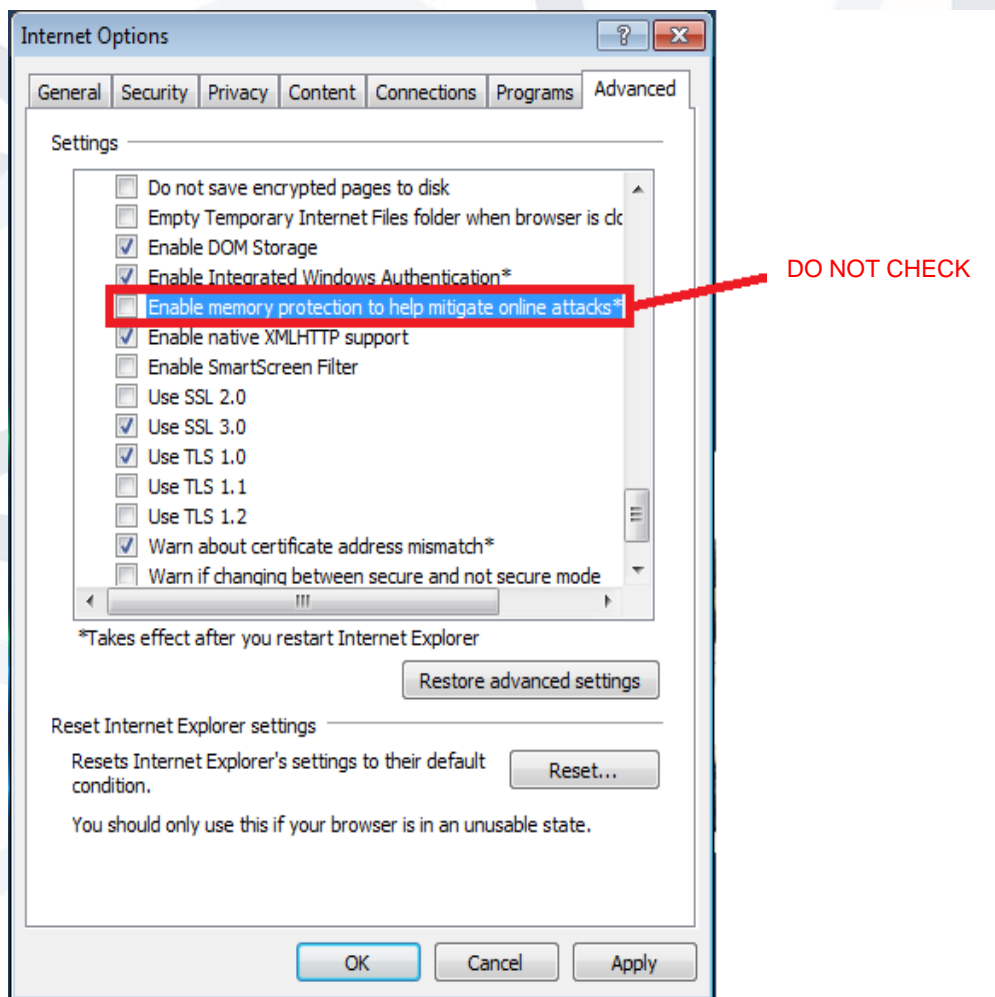 Internet Options
General Security Privacy Content Connections Programs Advanced
Settings
Do not save encrypted pages to disk
Empty Temporary Internet Files folder when browser is clc
Enable DOM Storage
Enable Integrated Windows Authentication*
DO NOT CHECK
Enable memory protection to help mitigate online attacks*
Enable native XMLHTTP support
Enable SmartScreen Filter
Use SSL 2.0
Use SSL 3.0
Use TLS 1.0
Use TLS 1.1
Use TLS 1.2
Warn about certificate address mismatch*
Warn if changing between secure and not secure mode
*Takes effect after you restart Internet Explorer
Restore advanced settings
Reset Internet Explorer settings
Resets Internet Explorer's settings to their default
condition.
Reset...
You should only use this if your browser is in an unusable state.
OK Cancel Apply